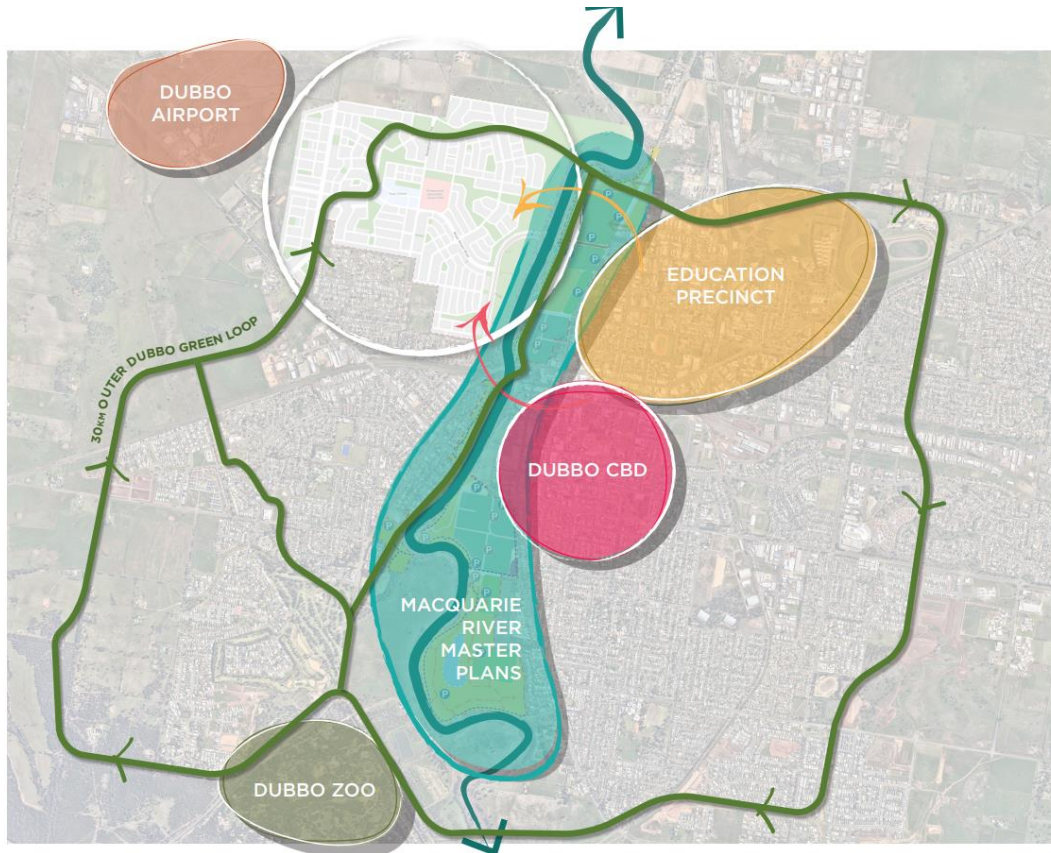 DUBBO
AIRPORT
EDUCATION
PRECINCT
30KM OUTER DUBBO GREEN LOOP
DUBBO CBD
MACQUARIE
RIVER
MASTER
PLANS
DUBBO ZOO
P
P
P
P
P
P
P
P
P